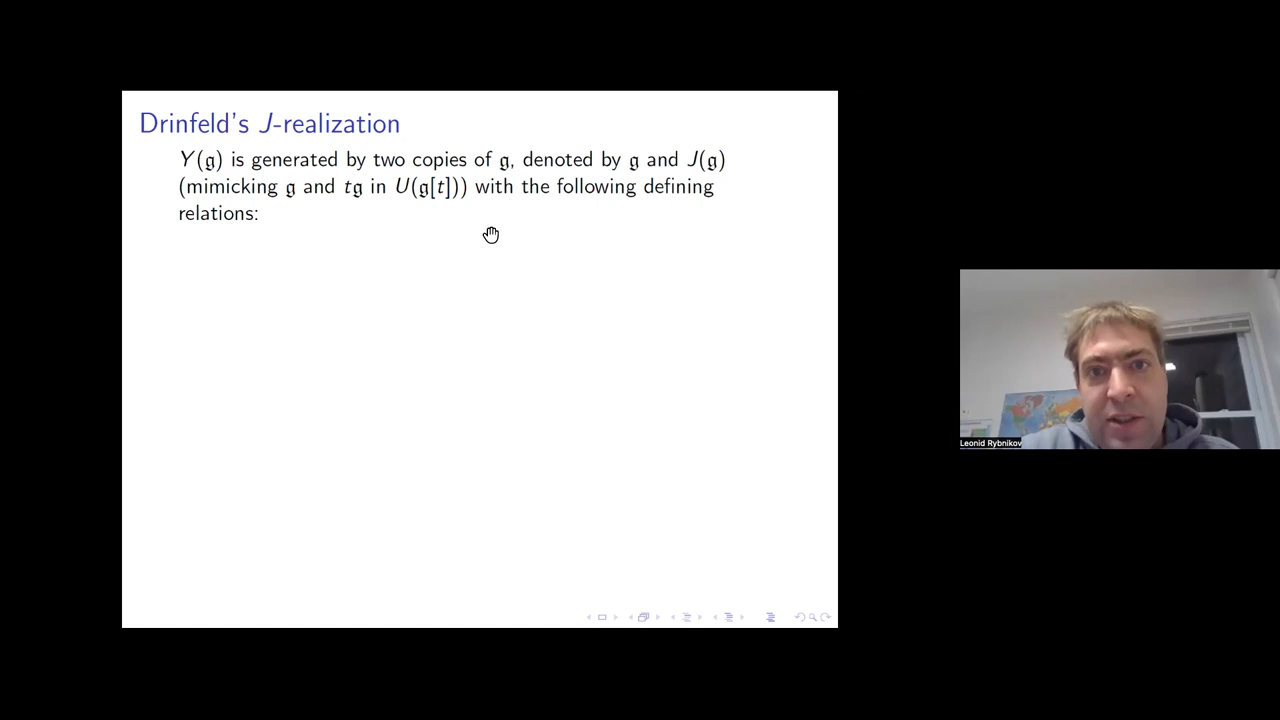 Drinfeld's J-realization
Y(𝔤) is generated by two copies of 𝔤, denoted by 𝔤 and J(𝔤)
(mimicking 𝔤 and t𝔤 in U(𝔤[t])) with the following defining
relations:
Leonid Rybnikov